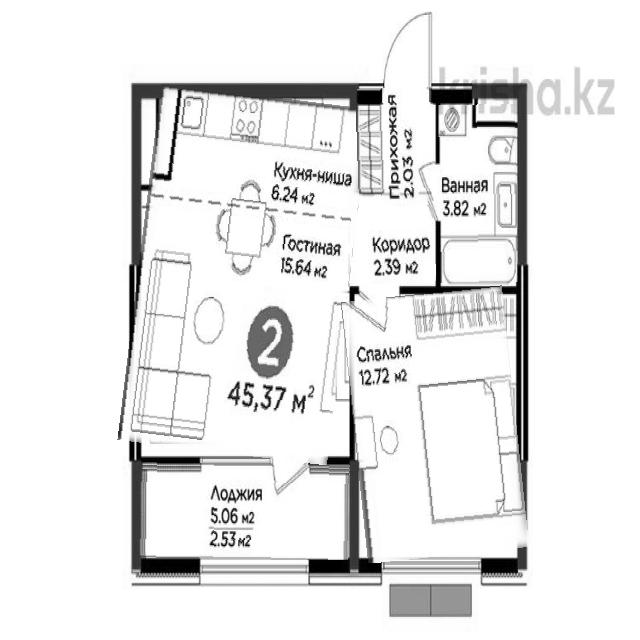 krisha.kz
Прихожая
2.03 м2
Кухня-ниша
6.24 м2
Ванная
3.82 м2
Гостиная
15.64 м2
Коридор
2.39 м2
2
45,37 м2
Спальня
12.72 м2
Лоджия
5.06 м2
2.53 м2